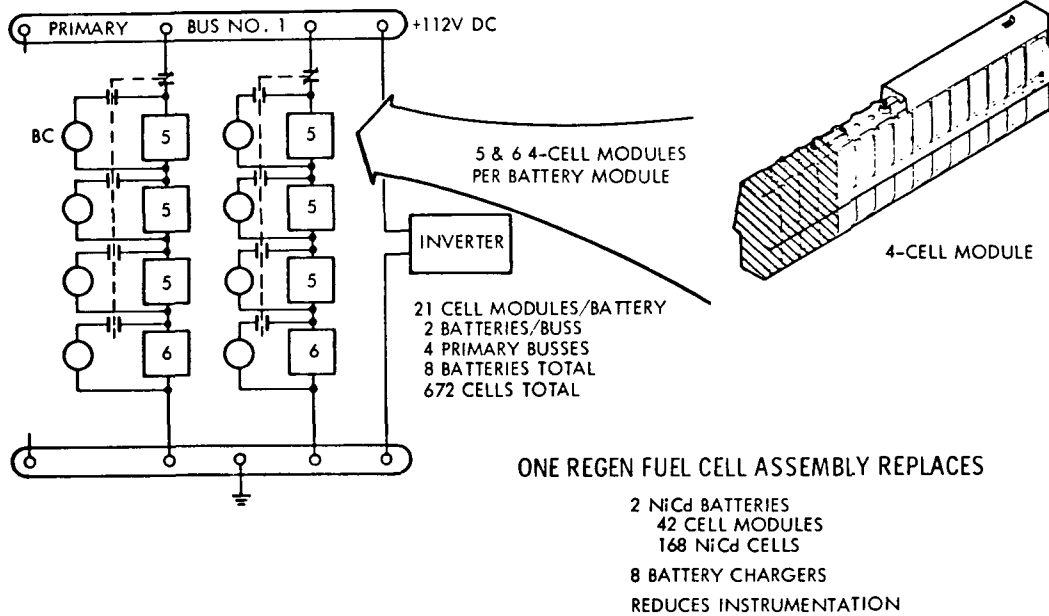 PRIMARY BUS NO. 1 +112V DC
BC
5 5
5 5
5 5
6 6
5 & 6 4-CELL MODULES
PER BATTERY MODULE
4-CELL MODULE
INVERTER
21 CELL MODULES/BATTERY
2 BATTERIES/BUSS
4 PRIMARY BUSSES
8 BATTERIES TOTAL
672 CELLS TOTAL
ONE REGEN FUEL CELL ASSEMBLY REPLACES
2 NiCd BATTERIES
42 CELL MODULES
168 NiCd CELLS
8 BATTERY CHARGERS
REDUCES INSTRUMENTATION